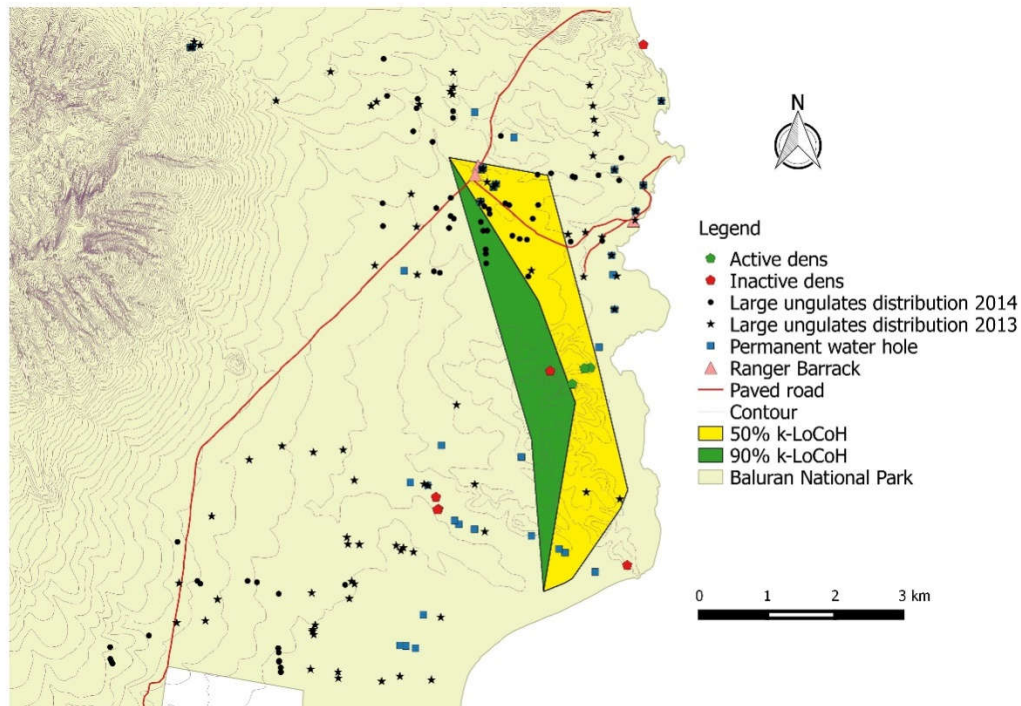 N
Legend
Active dens
Inactive dens
Large ungulates distribution 2014
Large ungulates distribution 2013
Permanent water hole
Ranger Barrack
Paved road
Contour
50% k-LoCoH
90% k-LoCoH
Baluran National Park
0 1 2 3 km